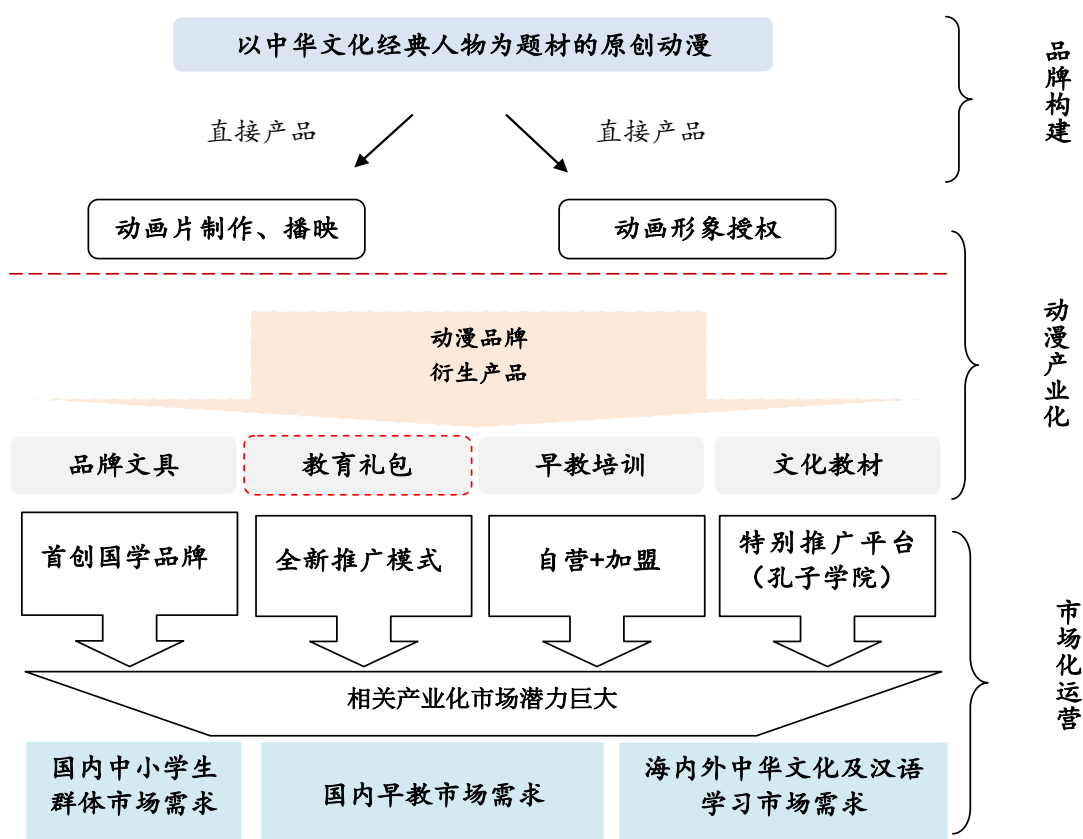 以中华文化经典人物为题材的原创动漫
直接产品
直接产品
动画片制作、播映
动画形象授权
品牌构建
动漫品牌
衍生产品
动漫产业化
品牌文具
教育礼包
早教培训
文化教材
首创国学品牌
全新推广模式
自营+加盟
特别推广平台
（孔子学院）
相关产业化市场潜力巨大
市场化运营
国内中小学生
群体市场需求
国内早教市场需求
海内外中华文化及汉语
学习市场需求